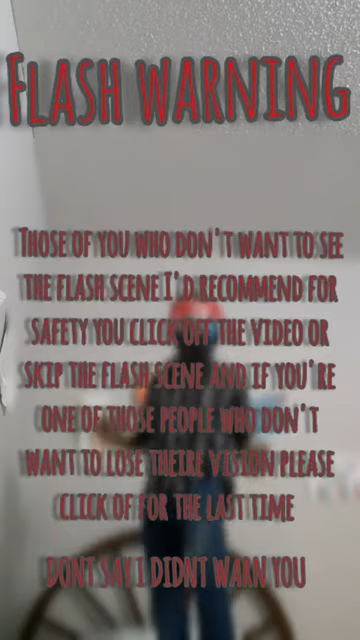 FLASH WARNING
THOSE OF YOU WHO DON'T WANT TO SEE
THE FLASH SCENE I'D RECOMMEND FOR
SAFETY YOU CLICK OFF THE VIDEO OR
SKIP THE FLASH SCENE AND IF YOU'RE
ONE OF THOSE PEOPLE WHO DON'T
WANT TO LOSE THEIRE VISION PLEASE
CLICK OF FOR THE LAST TIME
DONT SAY I DIDNT WARN YOU